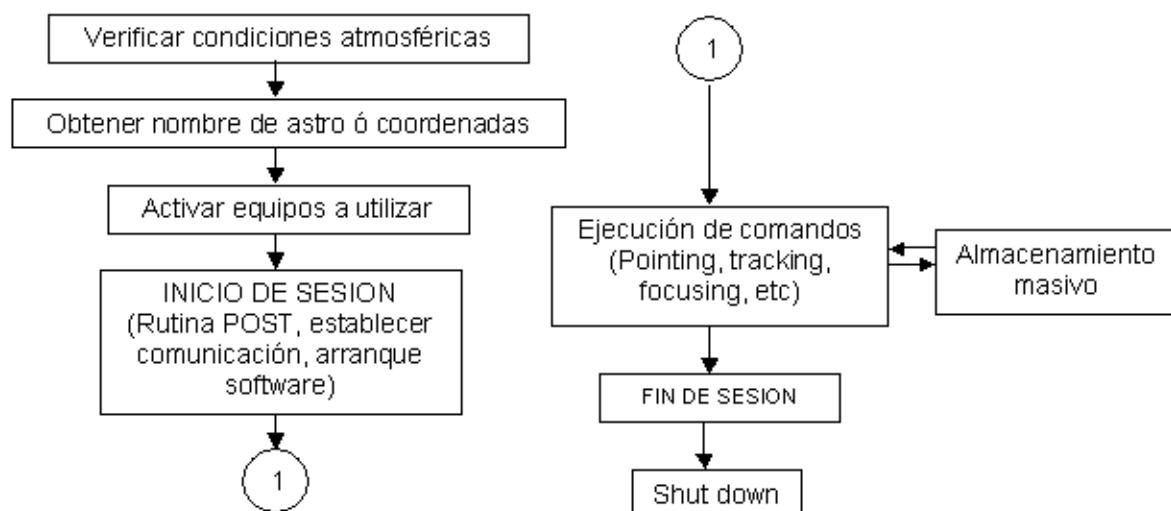 Verificar condiciones atmosféricas
Obtener nombre de astro ó coordenadas
Activar equipos a utilizar
INICIO DE SESION
(Rutina POST, establecer
comunicación, arranque
software)
1
1
Ejecución de comandos
(Pointing, tracking,
focusing, etc)
Almacenamiento
masivo
FIN DE SESION
Shut down